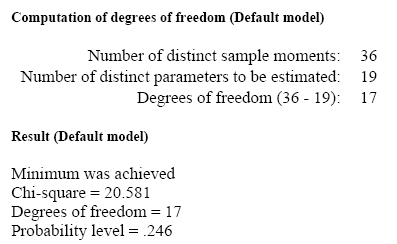 Computation of degrees of freedom (Default model)
Number of distinct sample moments: 36
Number of distinct parameters to be estimated: 19
Degrees of freedom (36 - 19): 17
Result (Default model)
Minimum was achieved
Chi-square = 20.581
Degrees of freedom = 17
Probability level = .246